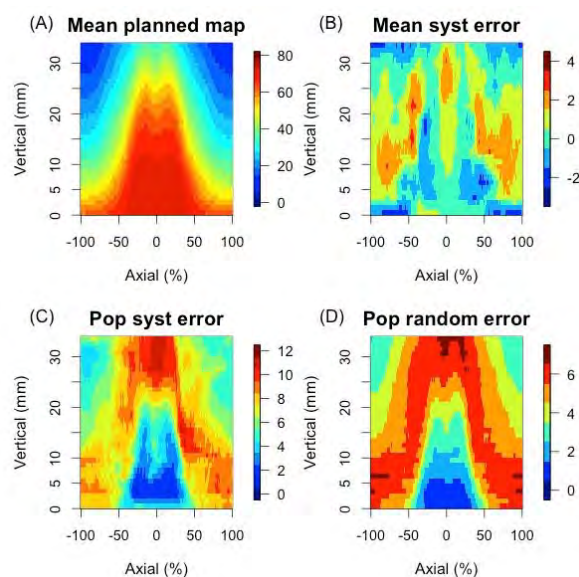 (A) Mean planned map
Vertical (mm)
0 5 10 20 30
0 20 40 60 80
-100 -50 0 50 100
Axial (%)
(B) Mean syst error
Vertical (mm)
0 5 10 20 30
-2 0 2 4
-100 -50 0 50 100
Axial (%)
(C) Pop syst error
Vertical (mm)
0 5 10 20 30
0 2 4 6 8 10 12
-100 -50 0 50 100
Axial (%)
(D) Pop random error
Vertical (mm)
0 5 10 20 30
0 2 4 6
-100 -50 0 50 100
Axial (%)